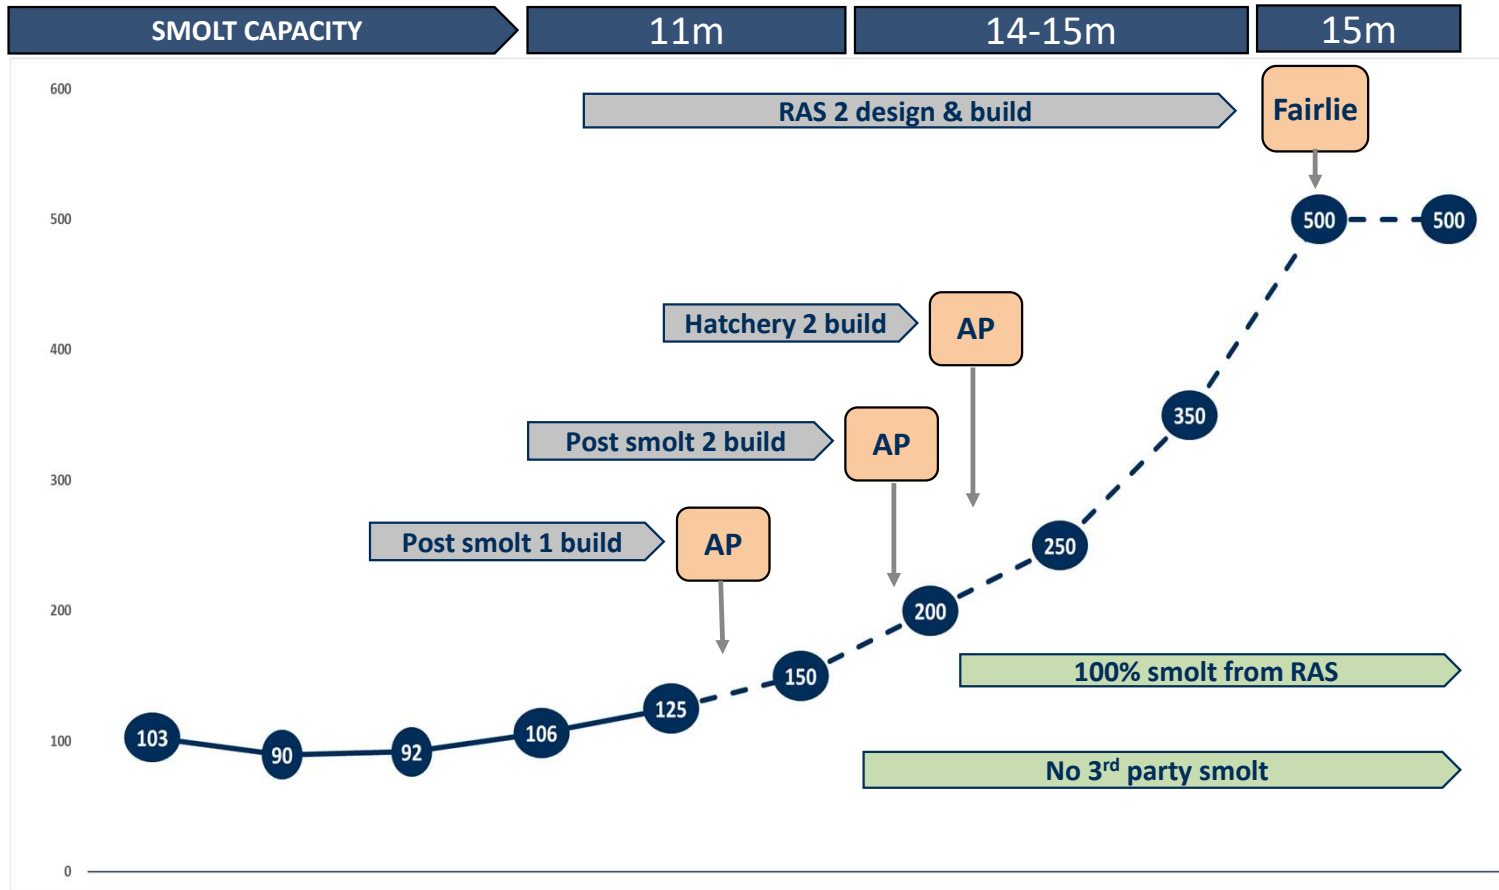 SMOLT CAPACITY
11m
14-15m
15m
600
RAS 2 design & build
Fairlie
500
500
500
Hatchery 2 build
AP
400
350
Post smolt 2 build
AP
300
Post smolt 1 build
AP
250
200
200
100% smolt from RAS
150
125
106
103
90
92
100
No 3rd party smolt
0